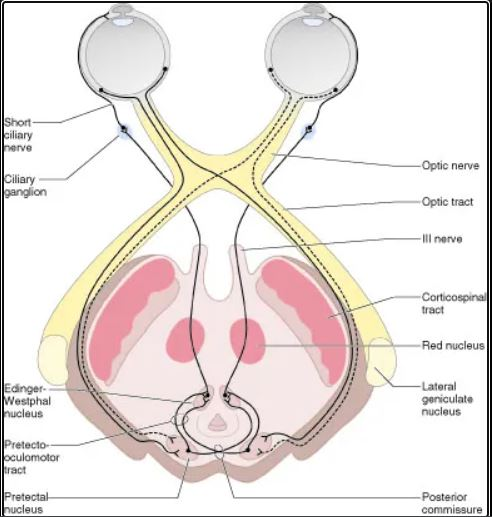 Short
ciliary
nerve
Ciliary
ganglion
Optic nerve
Optic tract
III nerve
Corticospinal
tract
Red nucleus
Lateral
geniculate
nucleus
Edinger-
Westphal
nucleus
Pretecto-
oculomotor
tract
Pretectal
nucleus
Posterior
commissure